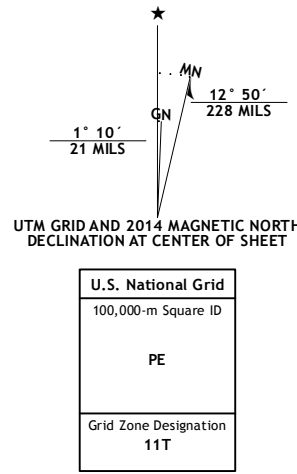 ★
MN
GN
12° 50´
228 MILS
1° 10´
21 MILS
UTM GRID AND 2014 MAGNETIC NORTH
DECLINATION AT CENTER OF SHEET
U.S. National Grid
100,000-m Square ID
PE
Grid Zone Designation
11T